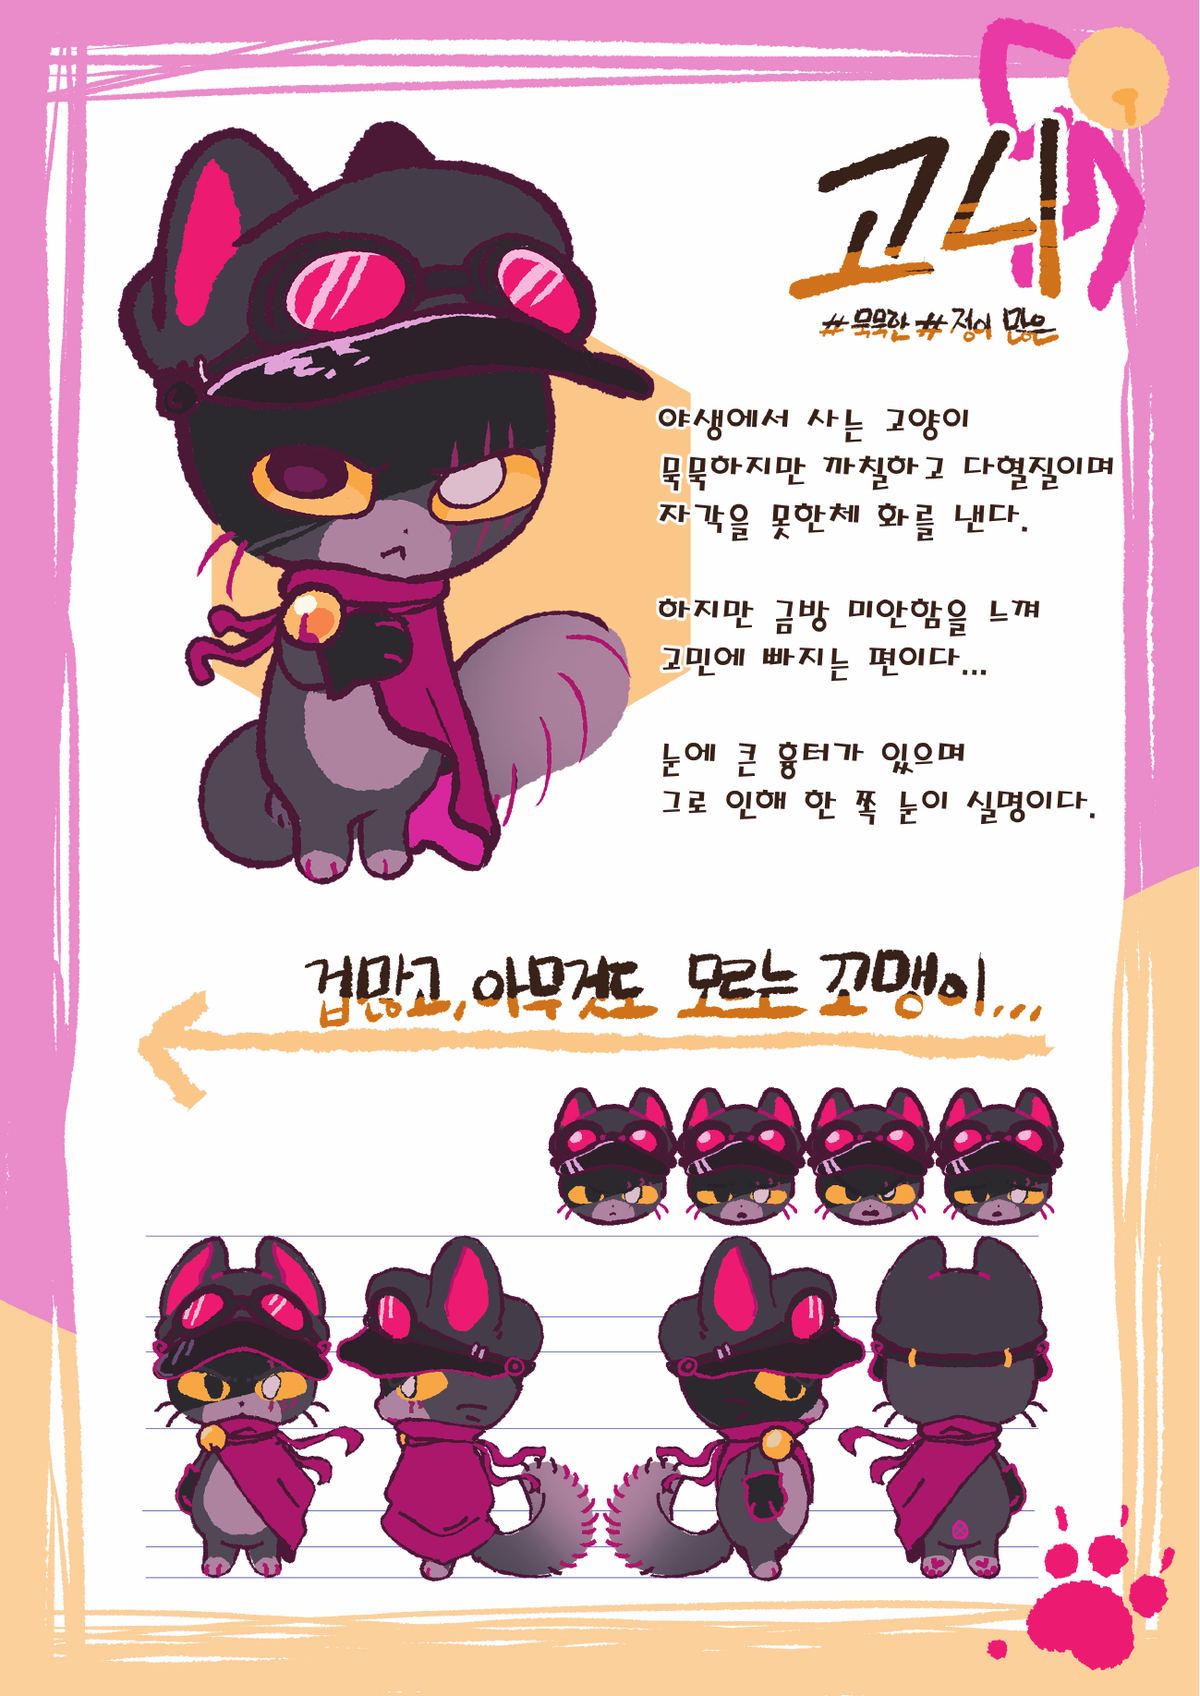 고니
#묵묵한 #정이 많은
야생에서 사는 고양이
묵묵하지만 까칠하고 다혈질이며
자각을 못한체 화를 낸다.
하지만 금방 미안함을 느껴
고민에 빠지는 편이다...
눈에 큰 흉터가 있으며
그로 인해 한 쪽 눈이 실명이다.
겁많고, 아무것도 모르는 꼬맹이...